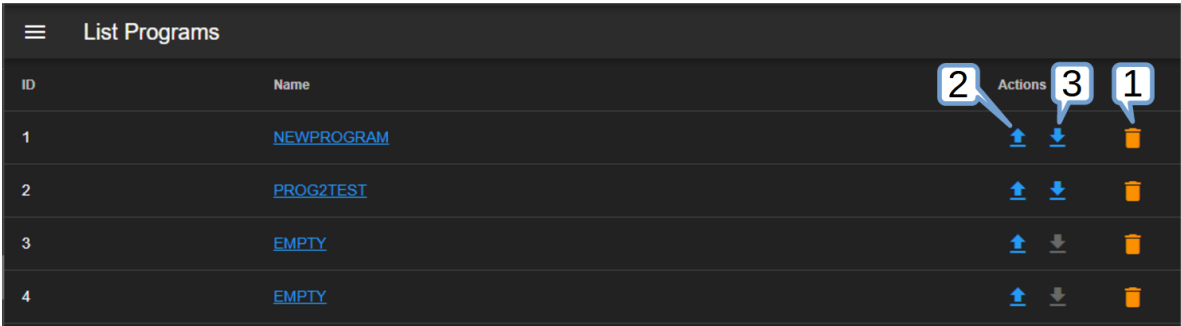 List Programs
ID Name Actions
2 3 1
1 NEWPROGRAM
2 PROG2TEST
3 EMPTY
4 EMPTY